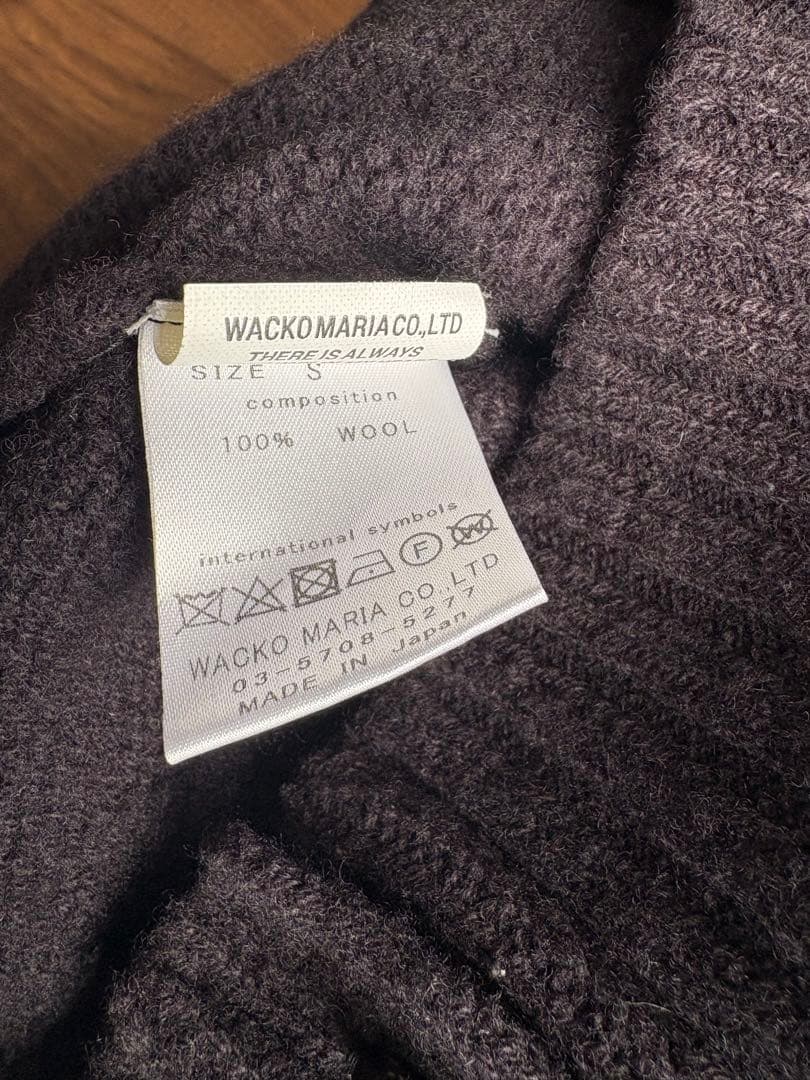 WACKO MARIA CO.,LTD
THERE IS ALWAYS
SIZE S
composition
100% WOOL
international symbols
F W
WACKO MARIA CO.,LTD
03-5708-5277
MADE IN Japan